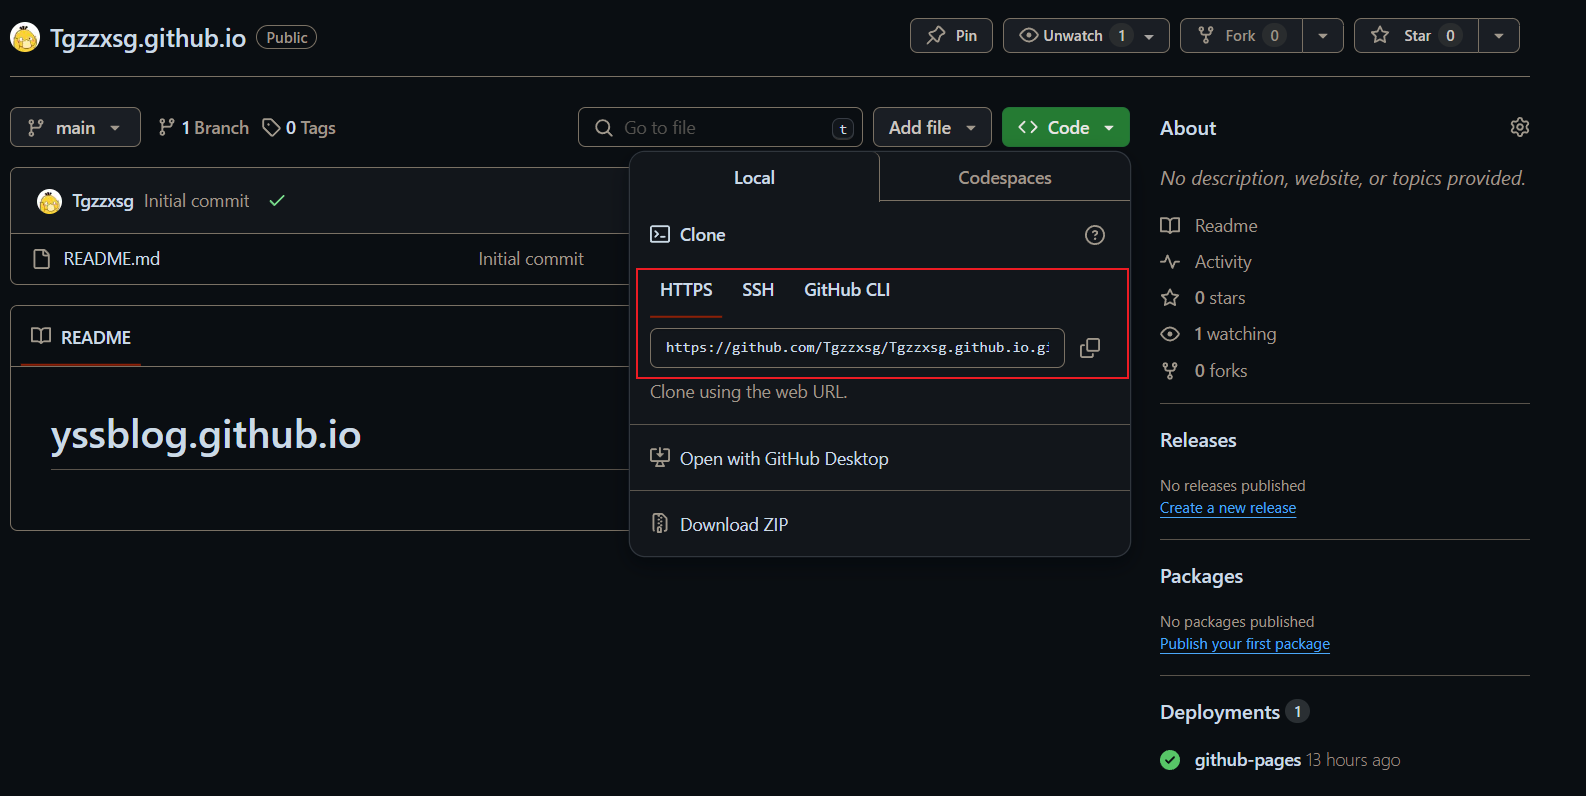 Tgzzxsg.github.io Public
Pin Unwatch 1 Fork 0 Star 0
main 1 Branch 0 Tags Go to file t Add file Code
Tgzzxsg Initial commit
README.md Initial commit
README
yssblog.github.io
Local Codespaces
Clone
HTTPS SSH GitHub CLI
https://github.com/Tgzzxsg/Tgzzxsg.github.io.gi
Clone using the web URL.
Open with GitHub Desktop
Download ZIP
About
No description, website, or topics provided.
Readme
Activity
0 stars
1 watching
0 forks
Releases
No releases published
Create a new release
Packages
No packages published
Publish your first package
Deployments 1
github-pages 13 hours ago